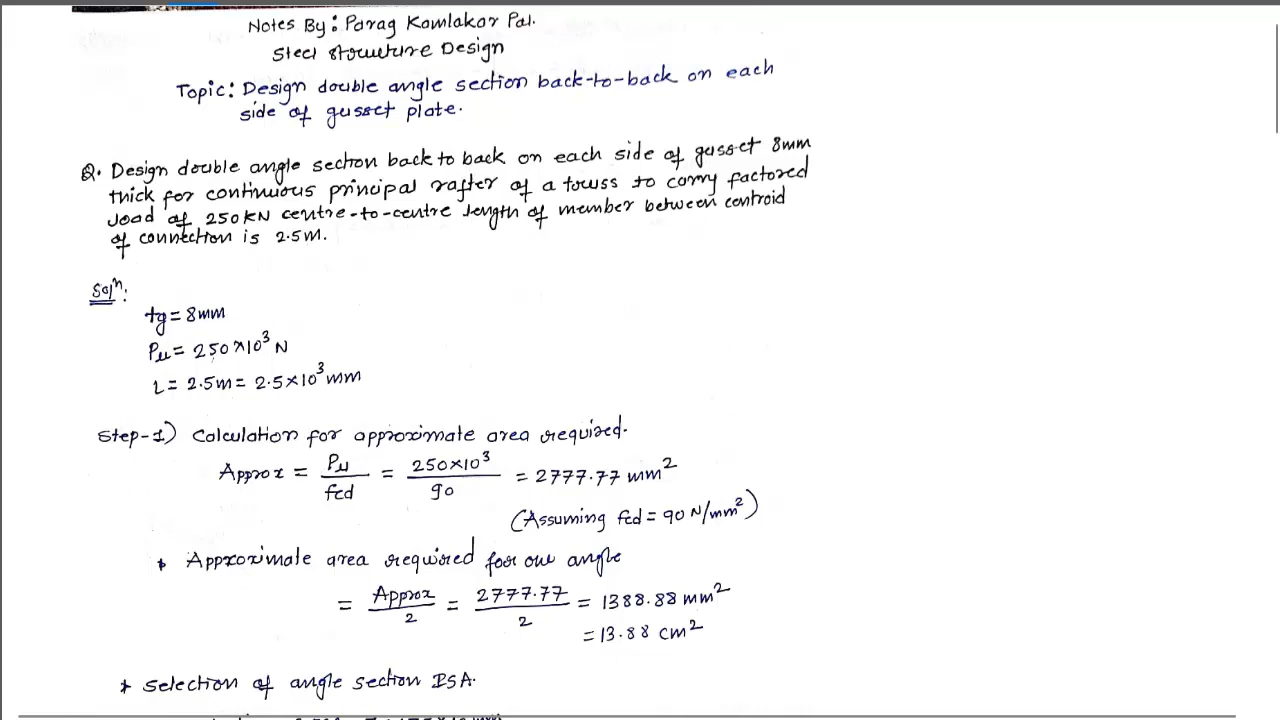 Notes By: Parag Kamlakar Pal.
Steel structure Design
Topic: Design double angle section back-to-back on each
side of gusset plate.
Q. Design double angle section back to back on each side of gusset 8mm
thick for continuous principal rafter of a truss to carry factored
load of 250KN centre-to-centre length of member between centroid
of connection is 2.5m.
Solⁿ:
tg = 8mm
Pu = 250×10³ N
L = 2.5m = 2.5×10³ mm
Step-1) Calculation for approximate area required.
Approx = Pu/fcd = 250×10³/90 = 2777.77 mm²
(Assuming fcd = 90 N/mm²)
* Approximate area required for one angle
= Approx/2 = 2777.77/2 = 1388.88 mm²
= 13.88 cm²
* Selection of angle section ISA.